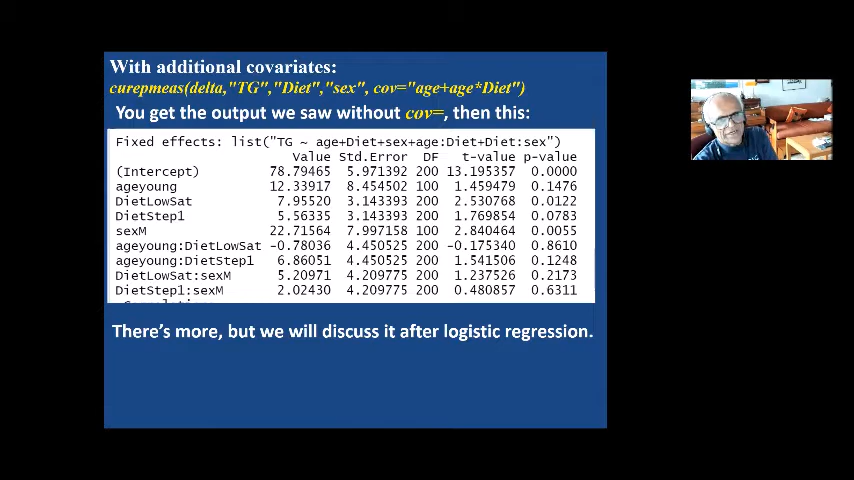 With additional covariates:
curepmeas(delta,"TG","Diet","sex", cov="age+age*Diet")
You get the output we saw without cov=, then this:
Fixed effects: list("TG ~ age+Diet+sex+age:Diet+Diet:sex")
Value Std.Error DF t-value p-value
(Intercept) 78.79465 5.971392 200 13.195357 0.0000
ageyoung 12.33917 8.454502 100 1.459479 0.1476
DietLowSat 7.95520 3.143393 200 2.530768 0.0122
DietStep1 5.56335 3.143393 200 1.769854 0.0783
sexM 22.71564 7.997158 100 2.840464 0.0055
ageyoung:DietLowSat -0.78036 4.450525 200 -0.175340 0.8610
ageyoung:DietStep1 6.86051 4.450525 200 1.541506 0.1248
DietLowSat:sexM 5.20971 4.209775 200 1.237526 0.2173
DietStep1:sexM 2.02430 4.209775 200 0.480857 0.6311
There's more, but we will discuss it after logistic regression.